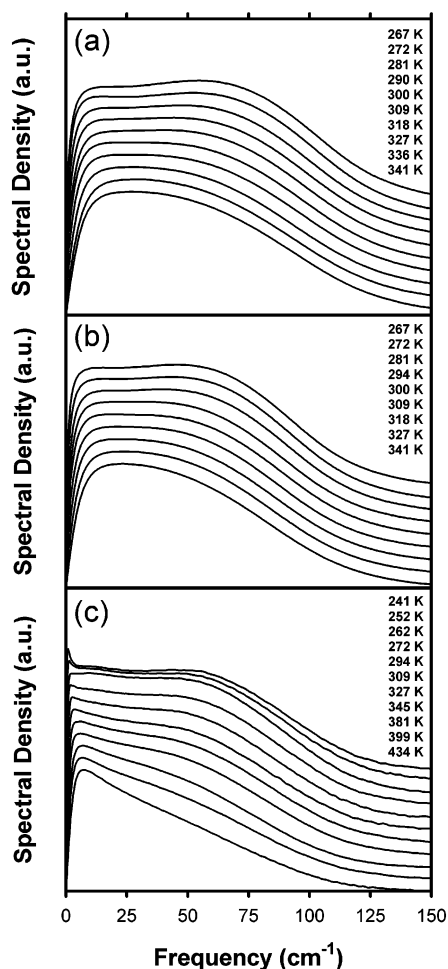 (a)
Spectral Density (a.u.)
267 K
272 K
281 K
290 K
300 K
309 K
318 K
327 K
336 K
341 K
(b)
Spectral Density (a.u.)
267 K
272 K
281 K
294 K
300 K
309 K
318 K
327 K
341 K
(c)
Spectral Density (a.u.)
241 K
252 K
262 K
272 K
294 K
309 K
327 K
345 K
381 K
399 K
434 K
0 25 50 75 100 125 150
Frequency (cm⁻¹)